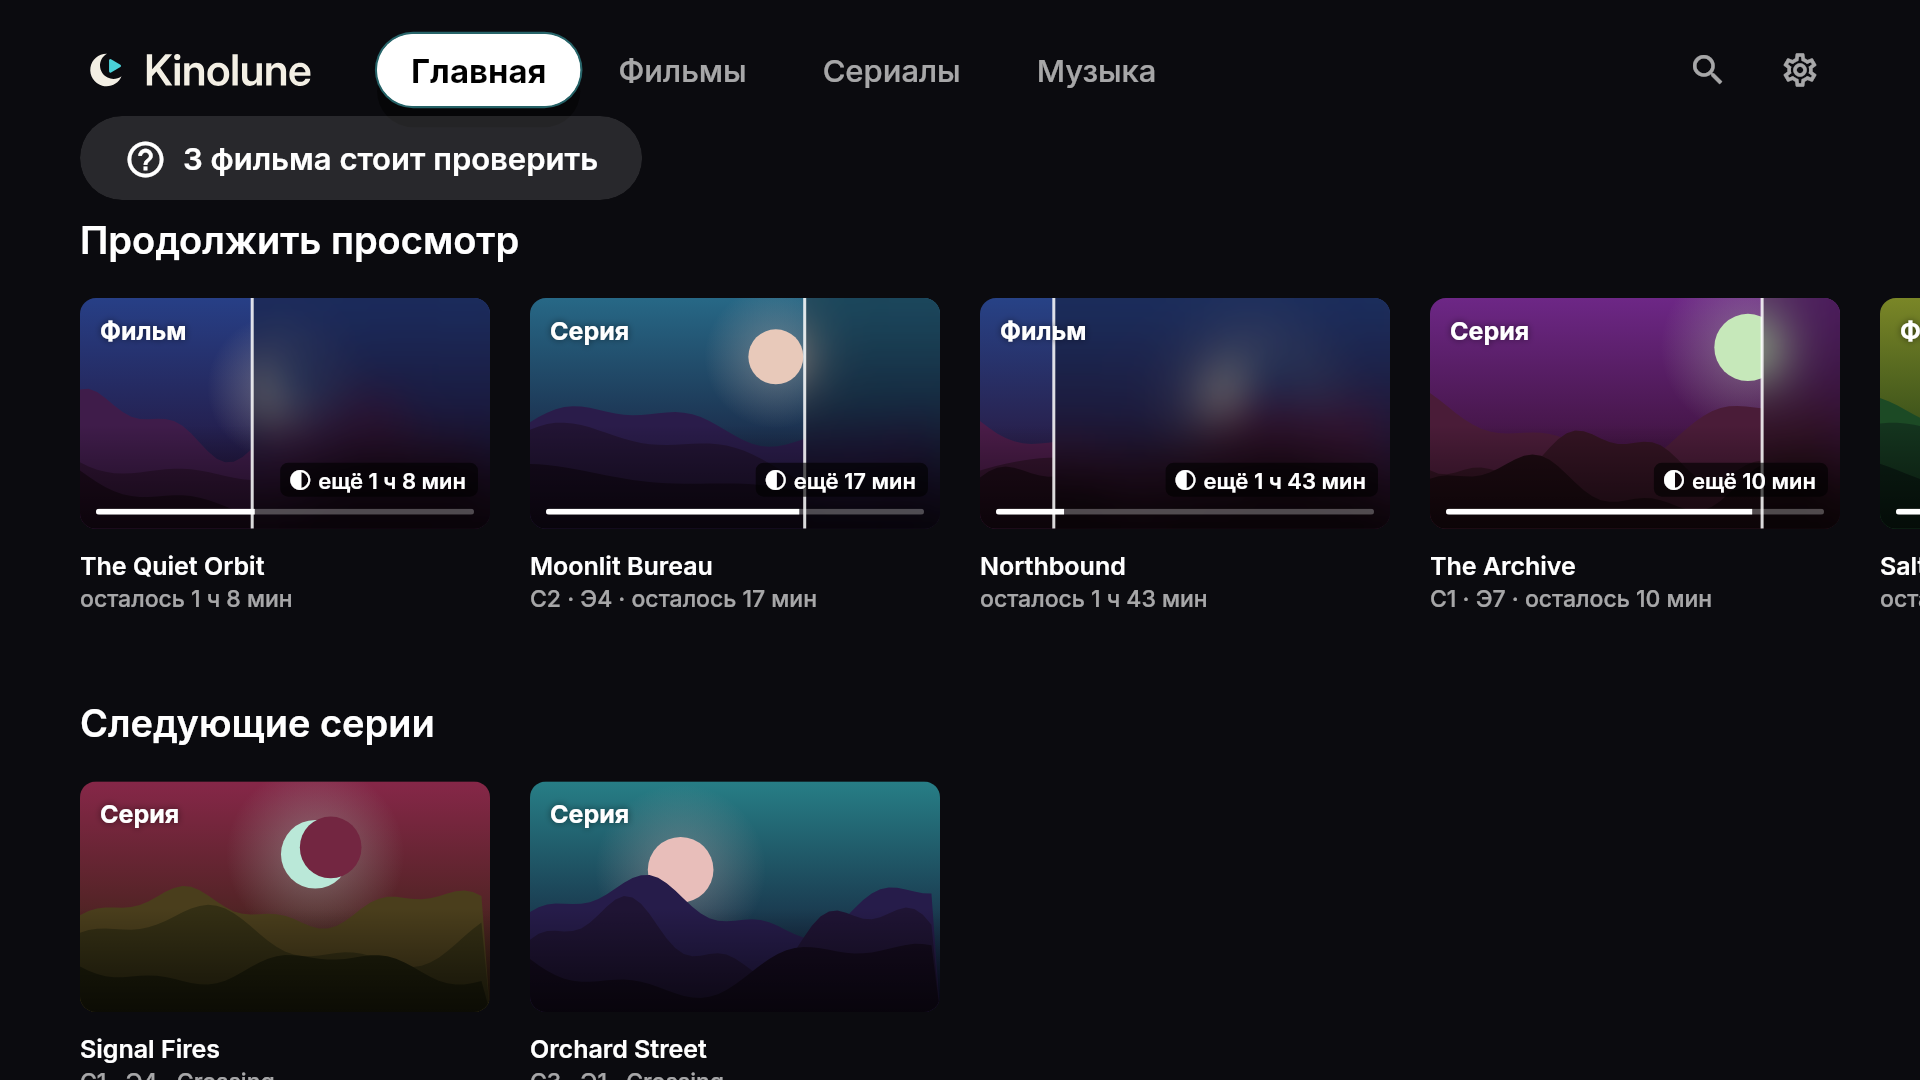 Kinolune
Главная
Фильмы
Сериалы
Музыка
3 фильма стоит проверить
Продолжить просмотр
Фильм
ещё 1 ч 8 мин
The Quiet Orbit
осталось 1 ч 8 мин
Серия
ещё 17 мин
Moonlit Bureau
С2 · Э4 · осталось 17 мин
Фильм
ещё 1 ч 43 мин
Northbound
осталось 1 ч 43 мин
Серия
ещё 10 мин
The Archive
С1 · Э7 · осталось 10 мин
Следующие серии
Серия
Signal Fires
С1 · Э4 · Crossing
Серия
Orchard Street